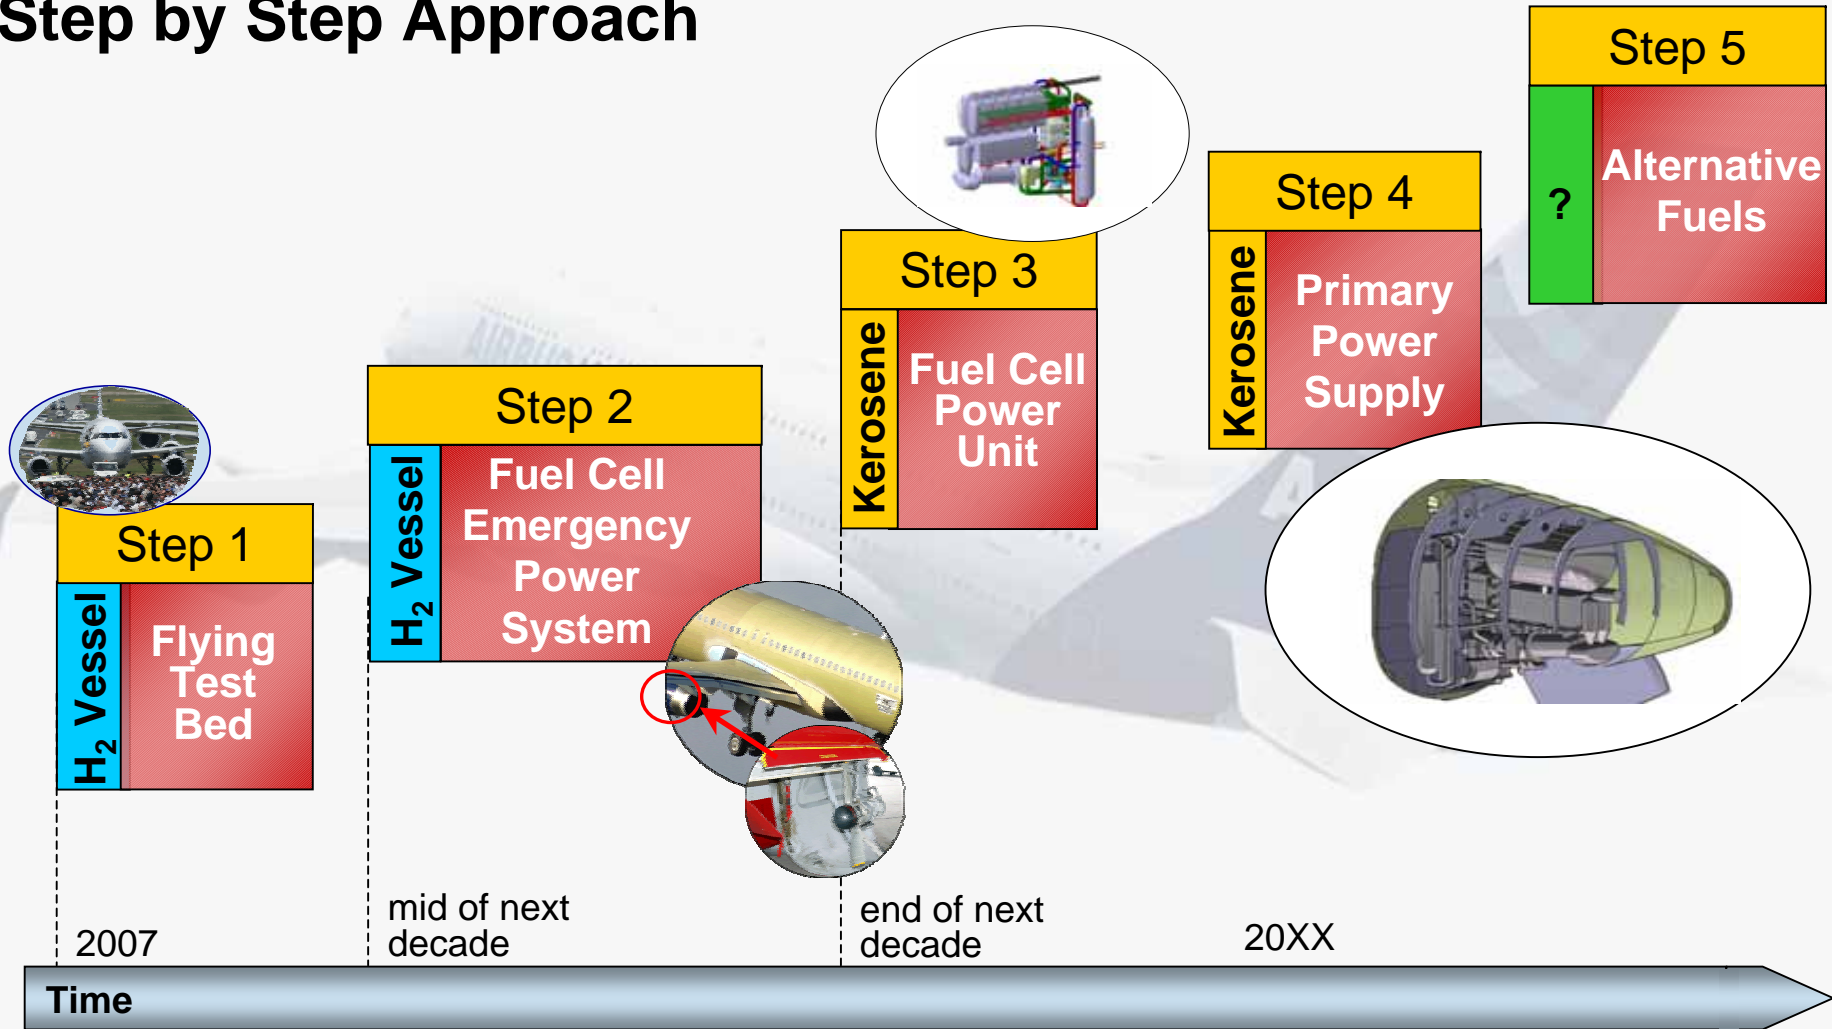 Step by Step Approach
Step 1
H₂ Vessel
Flying
Test
Bed
Step 2
H₂ Vessel
Fuel Cell
Emergency
Power
System
Step 3
Kerosene
Fuel Cell
Power
Unit
Step 4
Kerosene
Primary
Power
Supply
Step 5
?
Alternative
Fuels
AIRBUS
2007
mid of next
decade
end of next
decade
20XX
Time